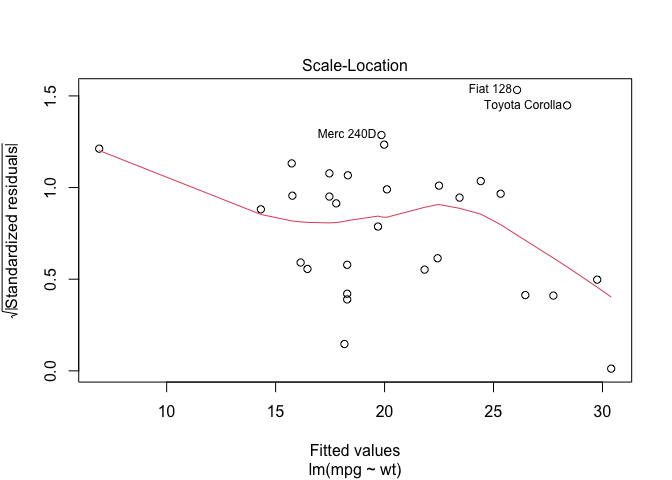 Scale-Location
√|Standardized residuals|
1.5
1.0
0.5
0.0
Fiat 128
Toyota Corolla
Merc 240D
10 15 20 25 30
Fitted values
lm(mpg ~ wt)